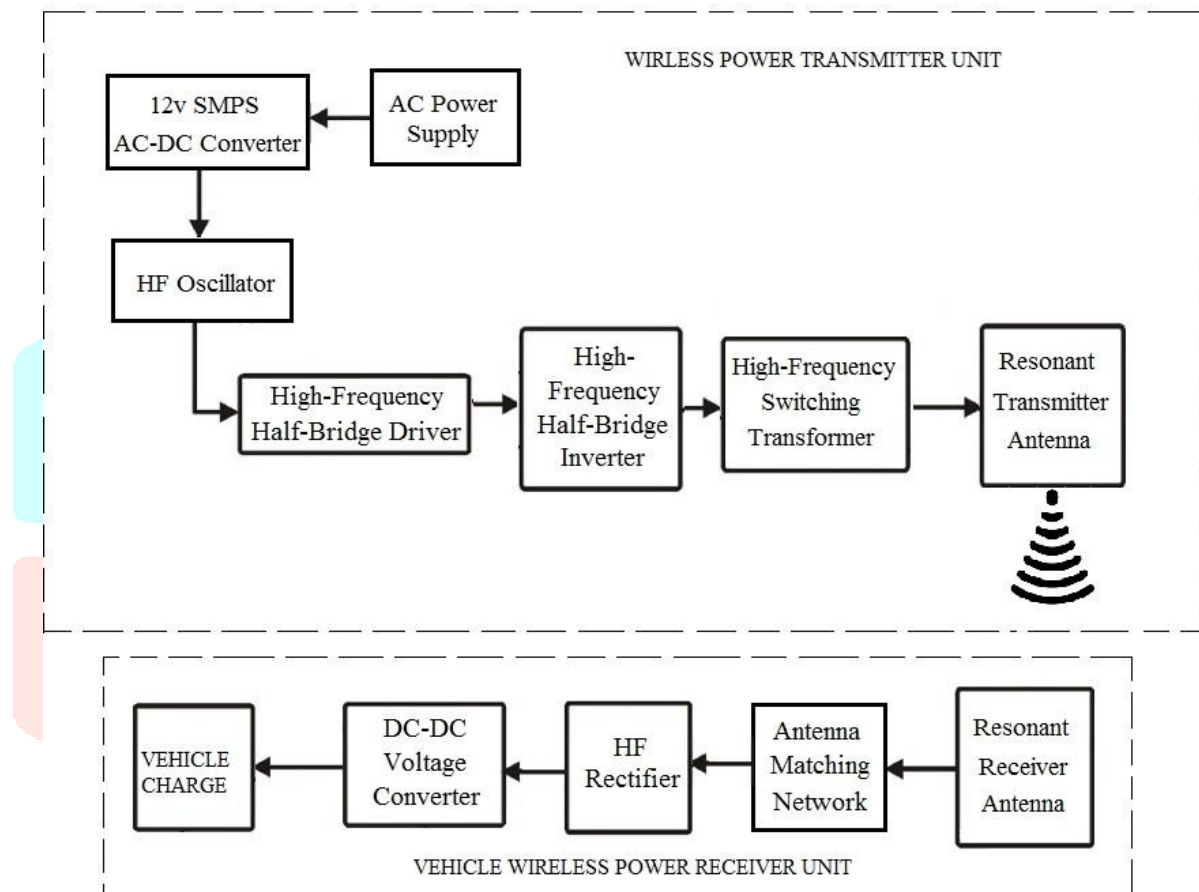 WIRLESS POWER TRANSMITTER UNIT
12v SMPS
AC-DC Converter
AC Power
Supply
HF Oscillator
High-Frequency
Half-Bridge Driver
High-
Frequency
Half-Bridge
Inverter
High-Frequency
Switching
Transformer
Resonant
Transmitter
Antenna
VEHICLE
CHARGE
DC-DC
Voltage
Converter
HF
Rectifier
Antenna
Matching
Network
Resonant
Receiver
Antenna
VEHICLE WIRELESS POWER RECEIVER UNIT